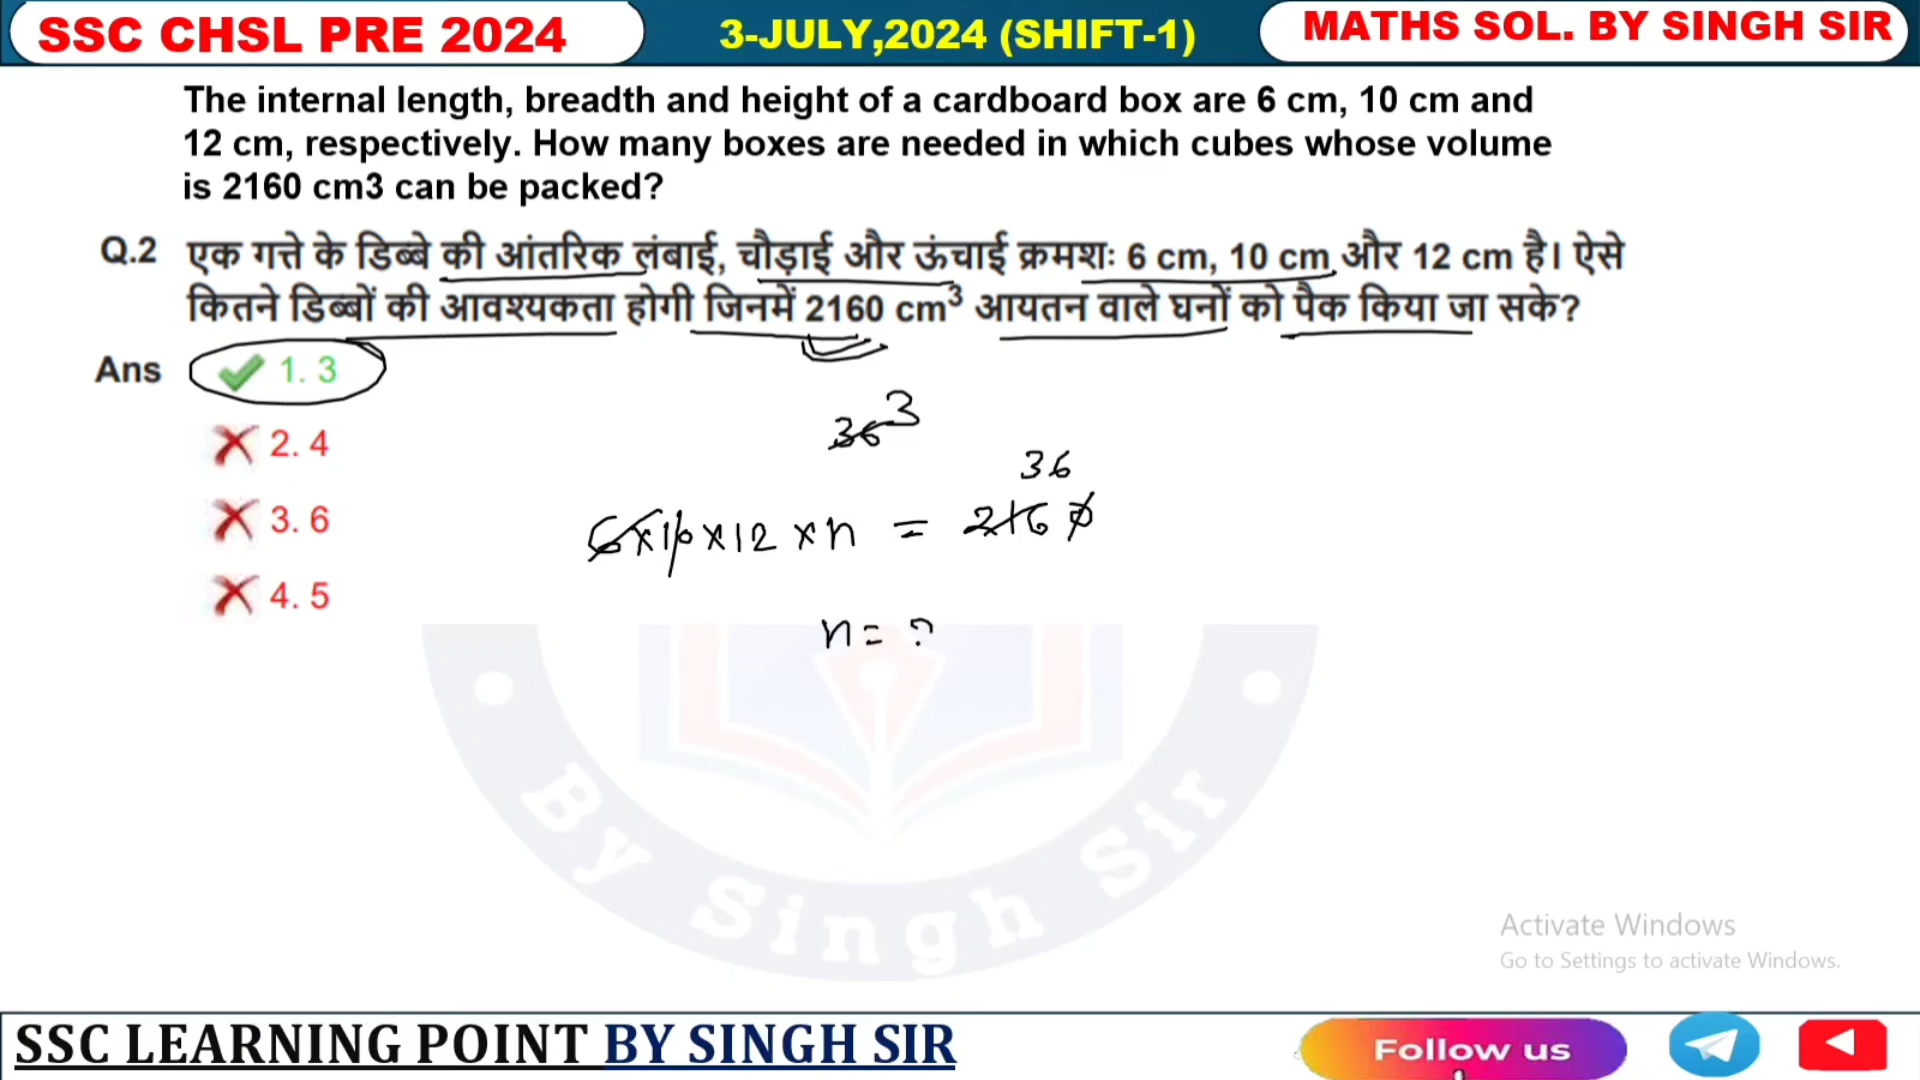 SSC CHSL PRE 2024
3-JULY,2024 (SHIFT-1)
MATHS SOL. BY SINGH SIR
The internal length, breadth and height of a cardboard box are 6 cm, 10 cm and
12 cm, respectively. How many boxes are needed in which cubes whose volume
is 2160 cm3 can be packed?
Q.2 एक गत्ते के डिब्बे की आंतरिक लंबाई, चौड़ाई और ऊंचाई क्रमशः 6 cm, 10 cm और 12 cm है। ऐसे
कितने डिब्बों की आवश्यकता होगी जिनमें 2160 cm³ आयतन वाले घनों को पैक किया जा सके?
Ans 1. 3
2. 4
3. 6
4. 5
36 3
36
6×10×12×n = 2160
n= ?
By Singh Sir
Activate Windows
Go to Settings to activate Windows.
SSC LEARNING POINT BY SINGH SIR
Follow us